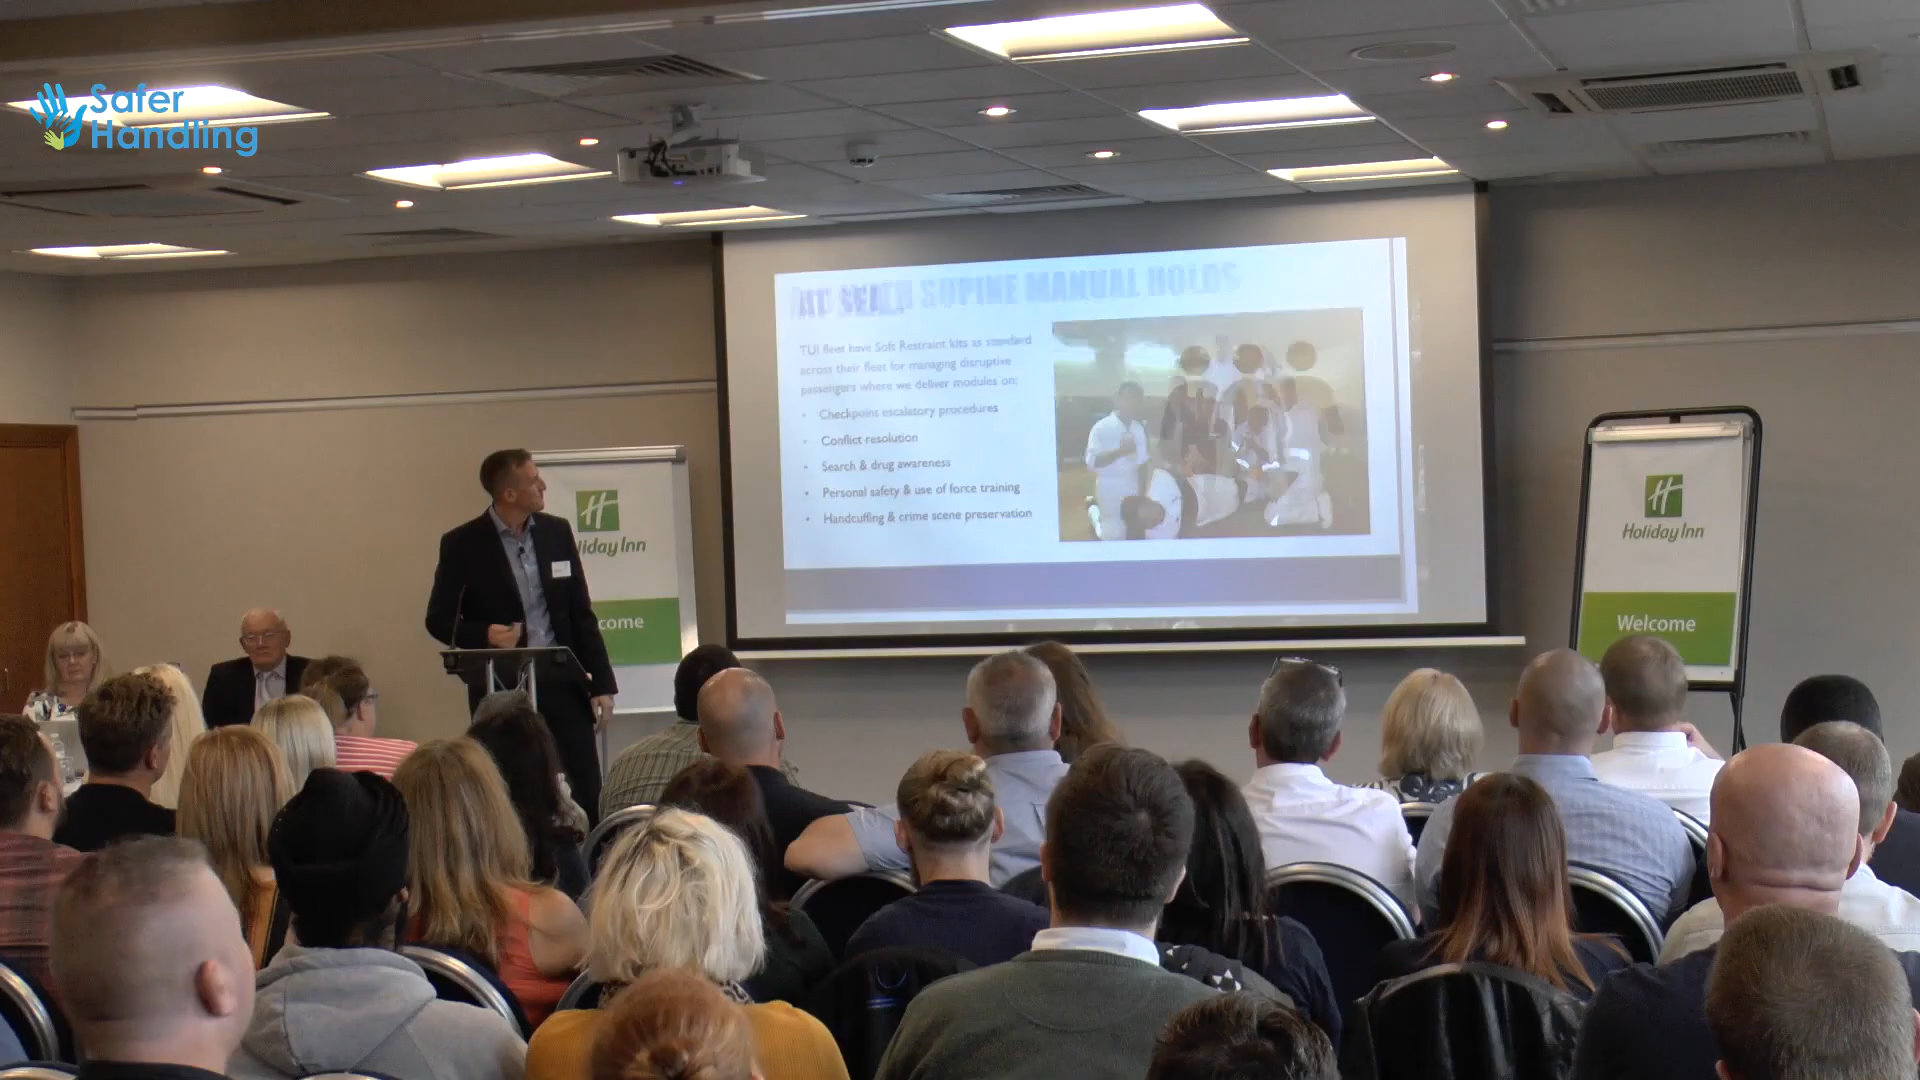 Safer
Handling
SUPINE MANUAL HOLDS
TUI fleet have Soft Restraint kits as standard
across their fleet for managing disruptive
passengers where we deliver modules on:
• Checkpoint escalatory procedures
• Conflict resolution
• Search & drug awareness
• Personal safety & use of force training
• Handcuffing & crime scene preservation
H
iday Inn
come
H
Holiday Inn
Welcome